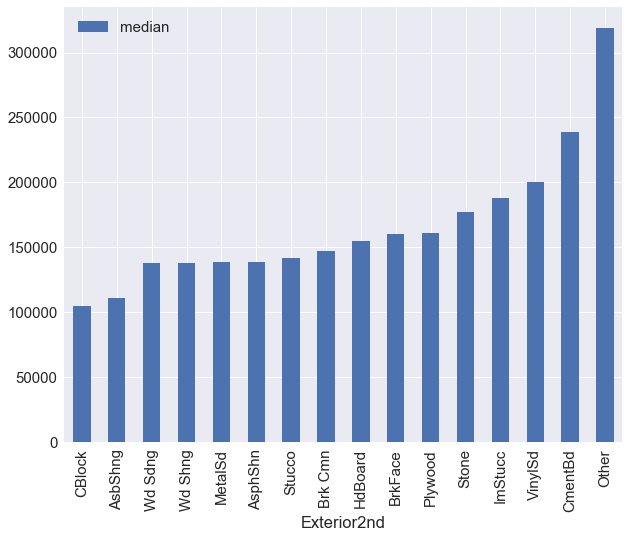 median
300000
250000
200000
150000
100000
50000
0
CBlock
AsbShng
Wd Sdng
Wd Shng
MetalSd
AsphShn
Stucco
Brk Cmn
HdBoard
BrkFace
Plywood
Stone
ImStucc
VinylSd
CmentBd
Other
Exterior2nd